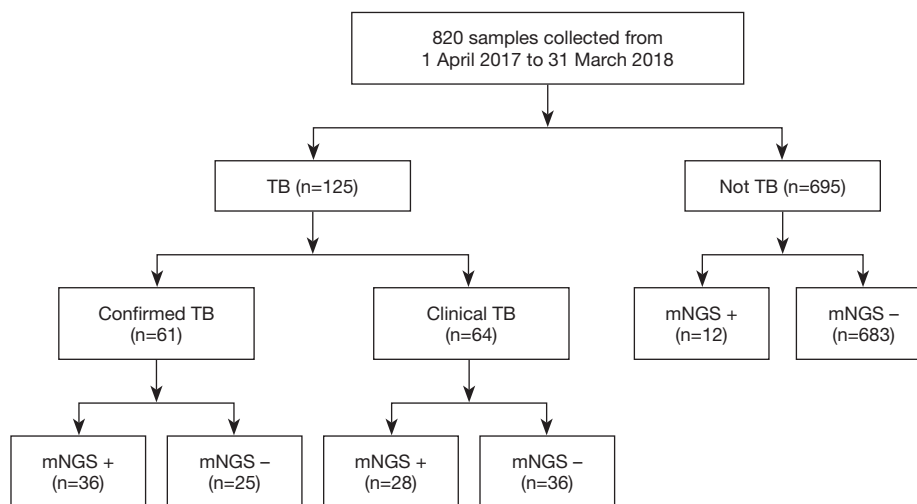 820 samples collected from
1 April 2017 to 31 March 2018
TB (n=125)
Not TB (n=695)
Confirmed TB
(n=61)
Clinical TB
(n=64)
mNGS +
(n=12)
mNGS –
(n=683)
mNGS +
(n=36)
mNGS –
(n=25)
mNGS +
(n=28)
mNGS –
(n=36)